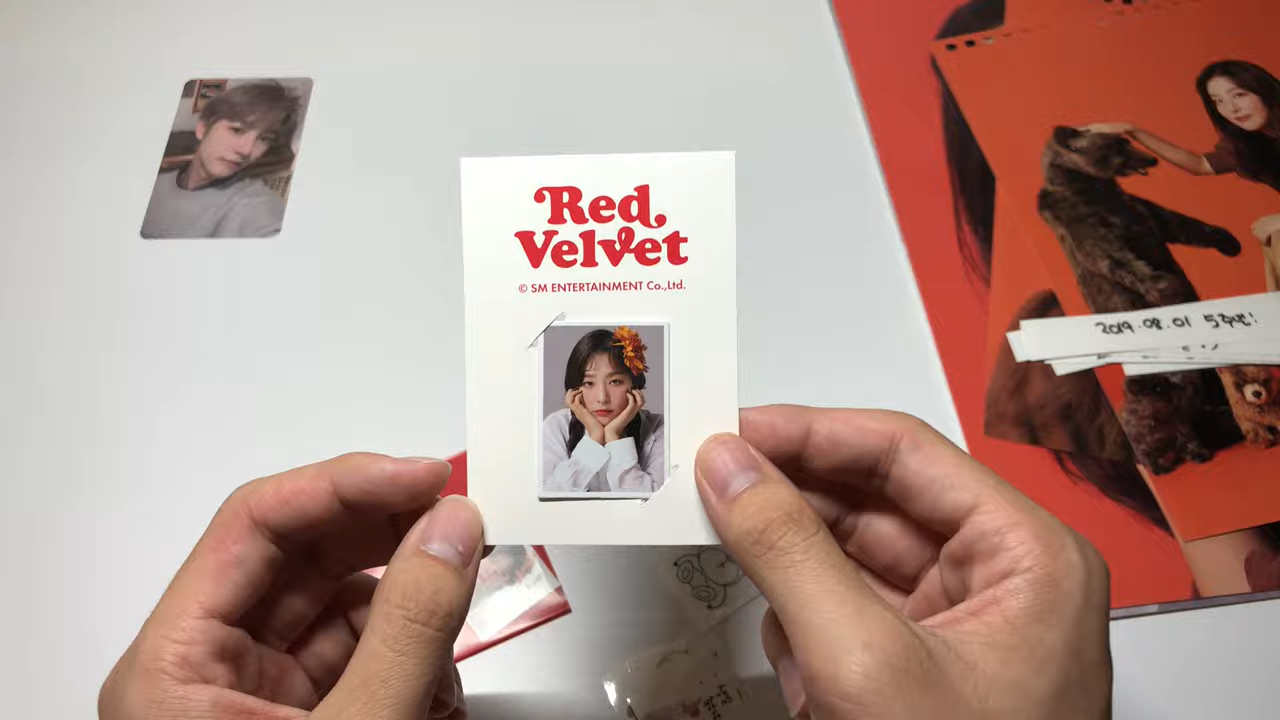 Red
Velvet
© SM ENTERTAINMENT Co.,Ltd.
2019.08.01 5주년!